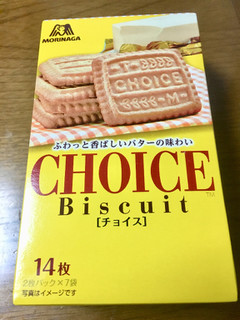 MORINAGA
CHOICE
M
ふわっと香ばしいバターの味わい
CHOICE
TM
Biscuit
[チョイス]
14枚
2枚パック×7袋
写真はイメージです